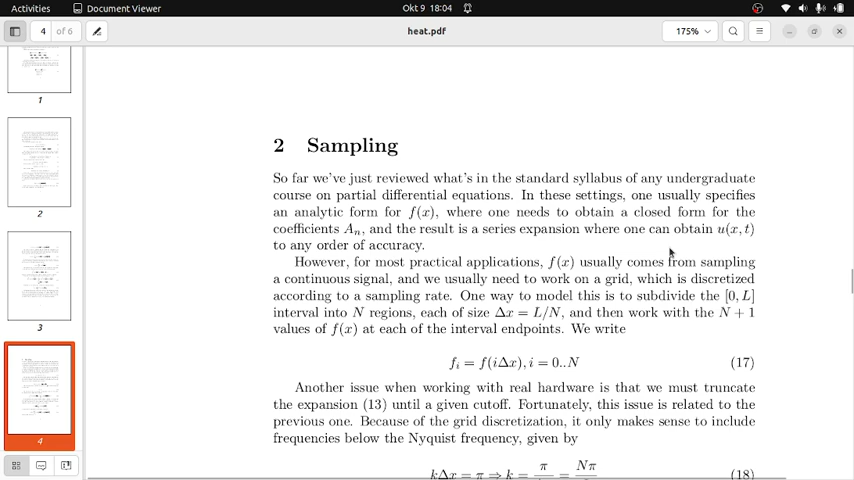 Activities
Document Viewer
Okt 9 18:04
4 of 6
heat.pdf
175%
1
2
3
4
2 Sampling
So far we've just reviewed what's in the standard syllabus of any undergraduate
course on partial differential equations. In these settings, one usually specifies
an analytic form for f(x), where one needs to obtain a closed form for the
coefficients Aₙ, and the result is a series expansion where one can obtain u(x, t)
to any order of accuracy.
However, for most practical applications, f(x) usually comes from sampling
a continuous signal, and we usually need to work on a grid, which is discretized
according to a sampling rate. One way to model this is to subdivide the [0, L]
interval into N regions, each of size Δx = L/N, and then work with the N + 1
values of f(x) at each of the interval endpoints. We write
fᵢ = f(iΔx), i = 0..N (17)
Another issue when working with real hardware is that we must truncate
the expansion (13) until a given cutoff. Fortunately, this issue is related to the
previous one. Because of the grid discretization, it only makes sense to include
frequencies below the Nyquist frequency, given by
kΔx = π ⇒ k = π = Nπ (18)